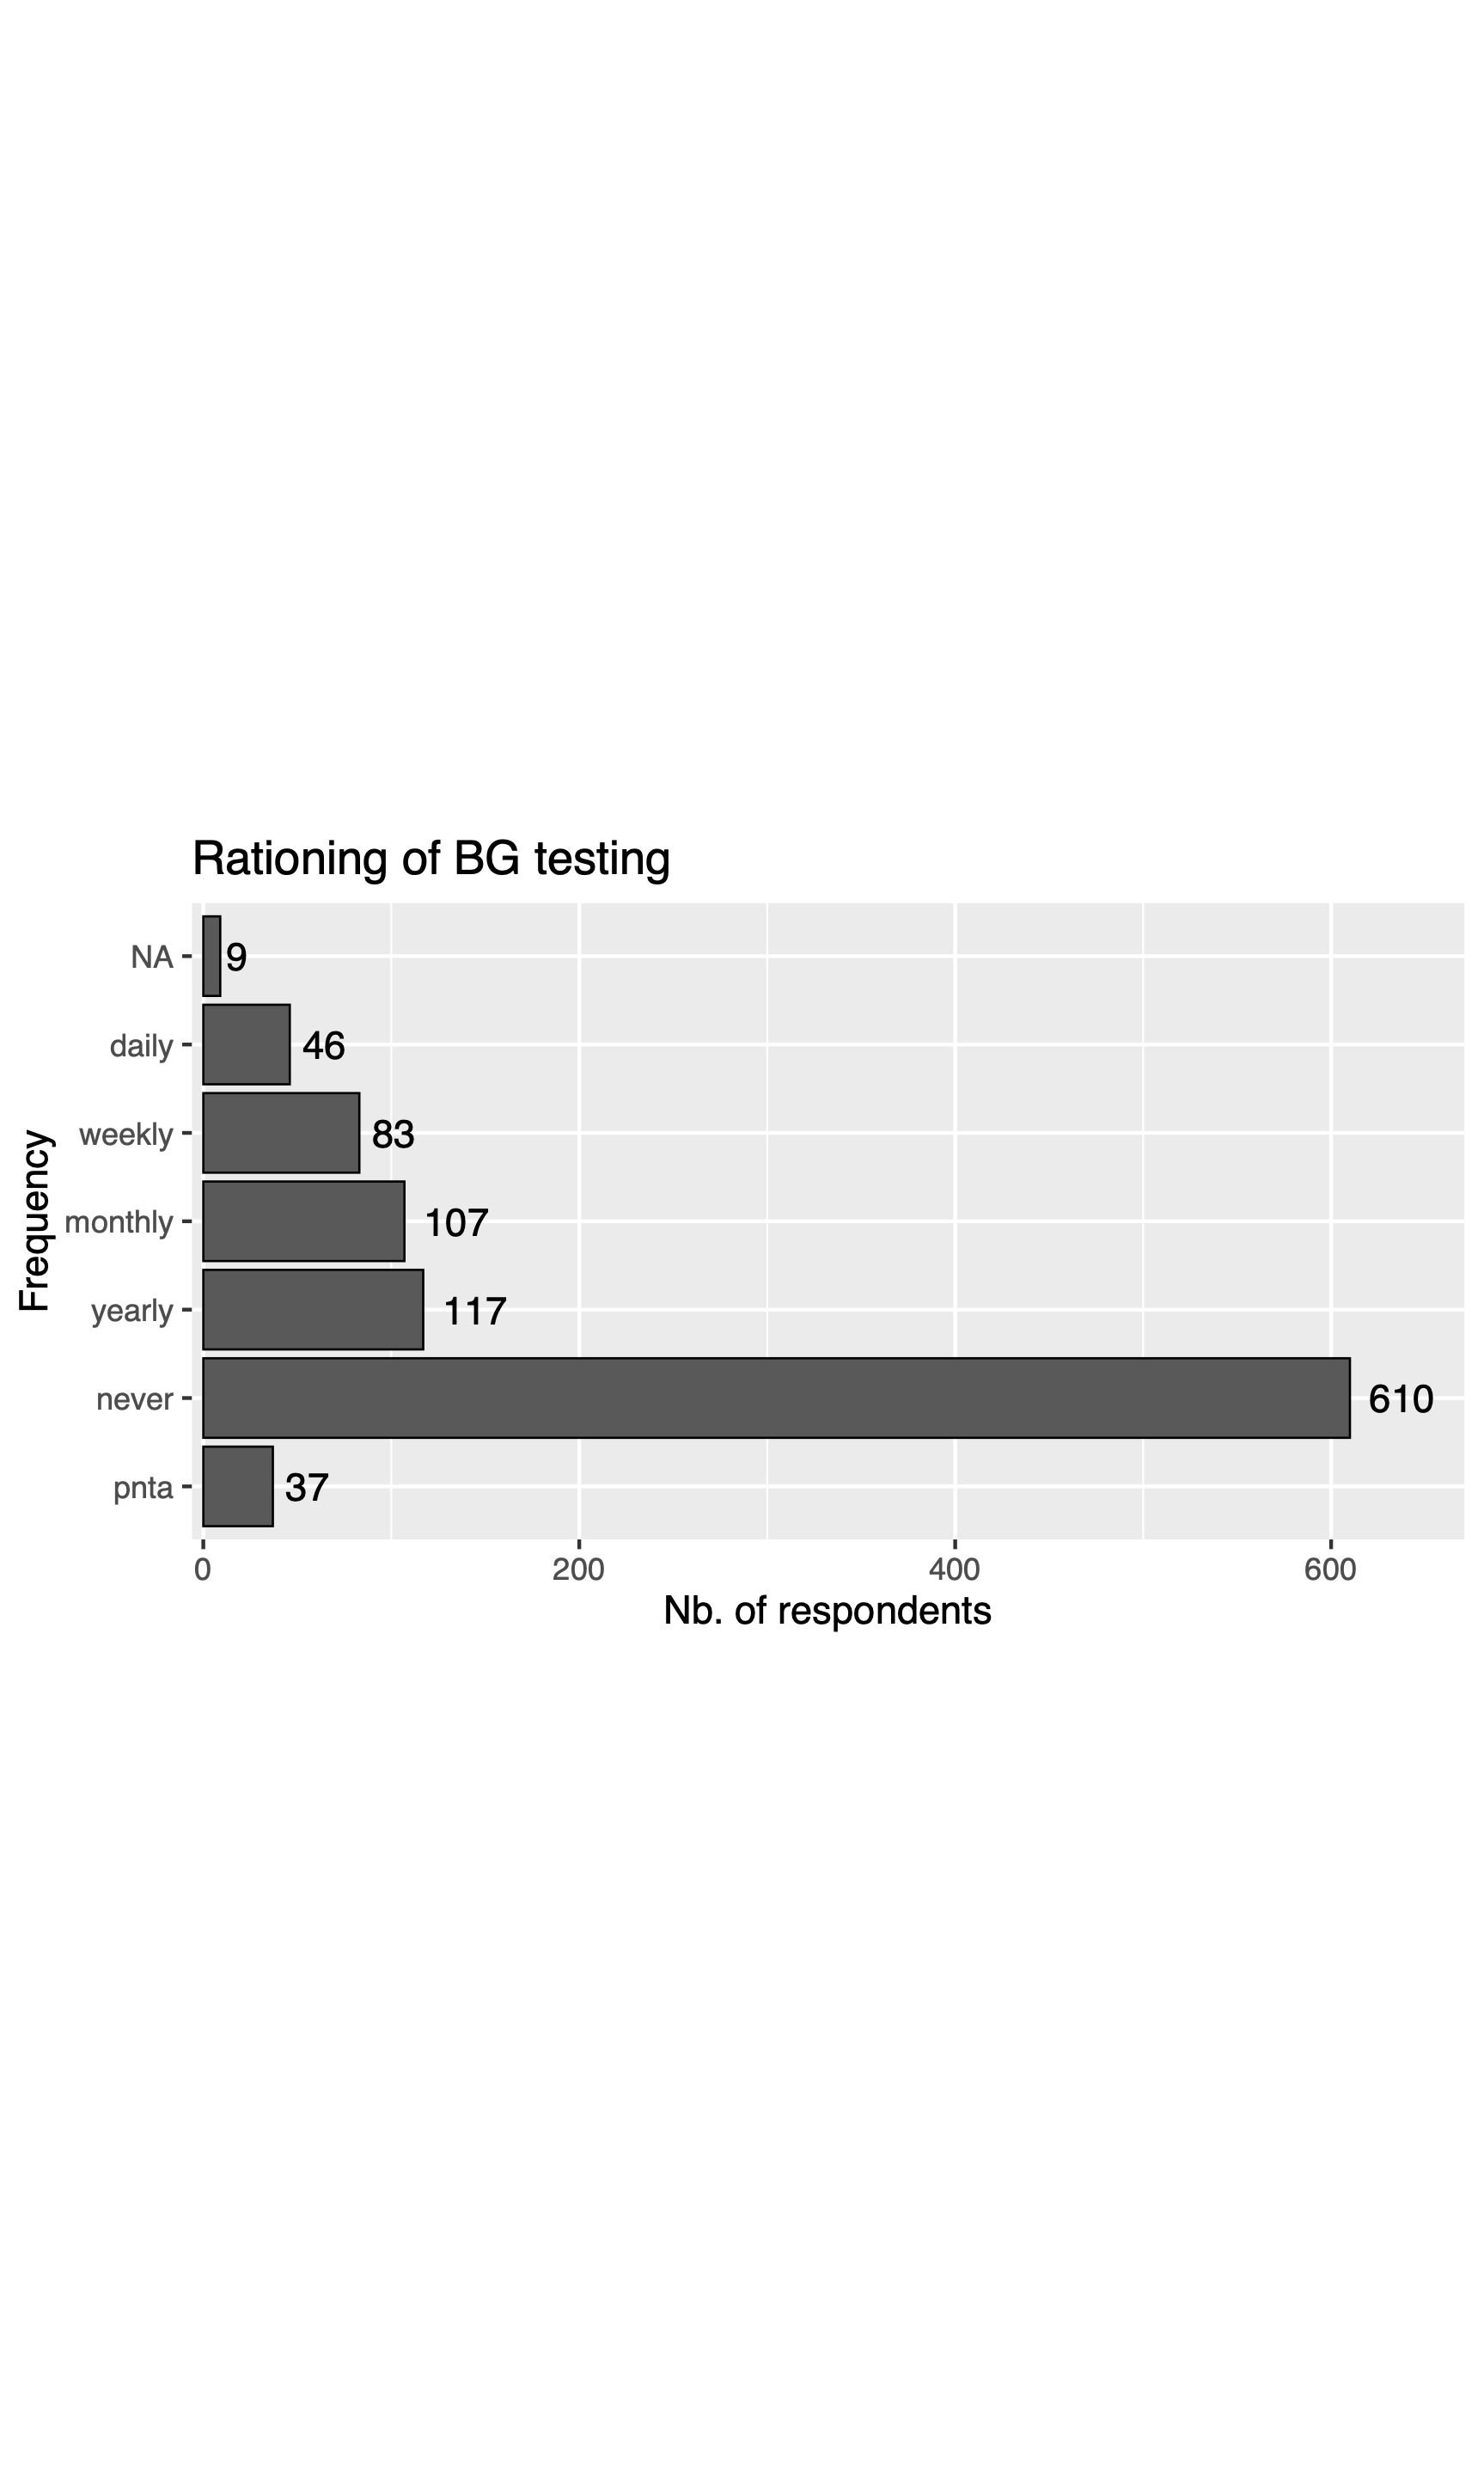 Rationing of BG testing
NA 9
daily 46
weekly 83
monthly 107
yearly 117
never 610
pnta 37
Frequency
0 200 400 600
Nb. of respondents